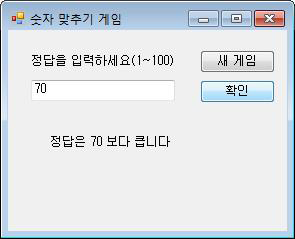 숫자 맞추기 게임
정답을 입력하세요(1~100)
새 게임
70
확인
정답은 70 보다 큽니다